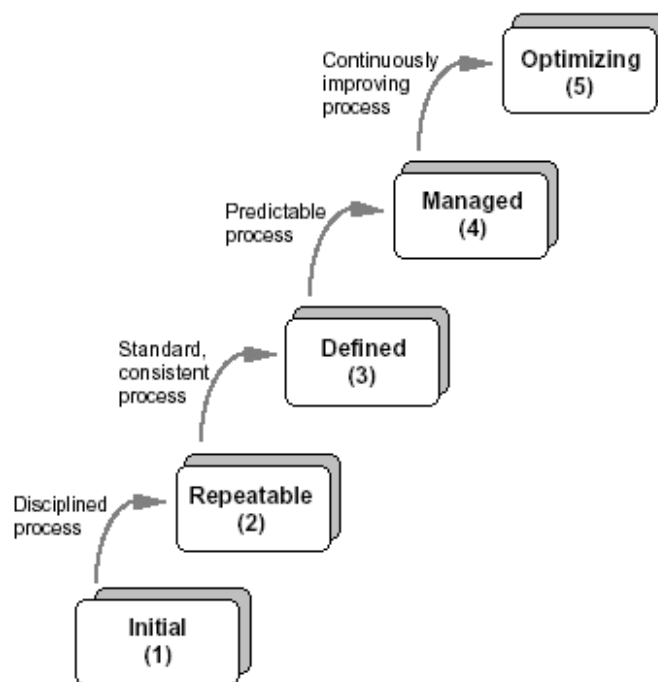 Continuously
improving
process
Optimizing
(5)
Predictable
process
Managed
(4)
Standard,
consistent
process
Defined
(3)
Disciplined
process
Repeatable
(2)
Initial
(1)